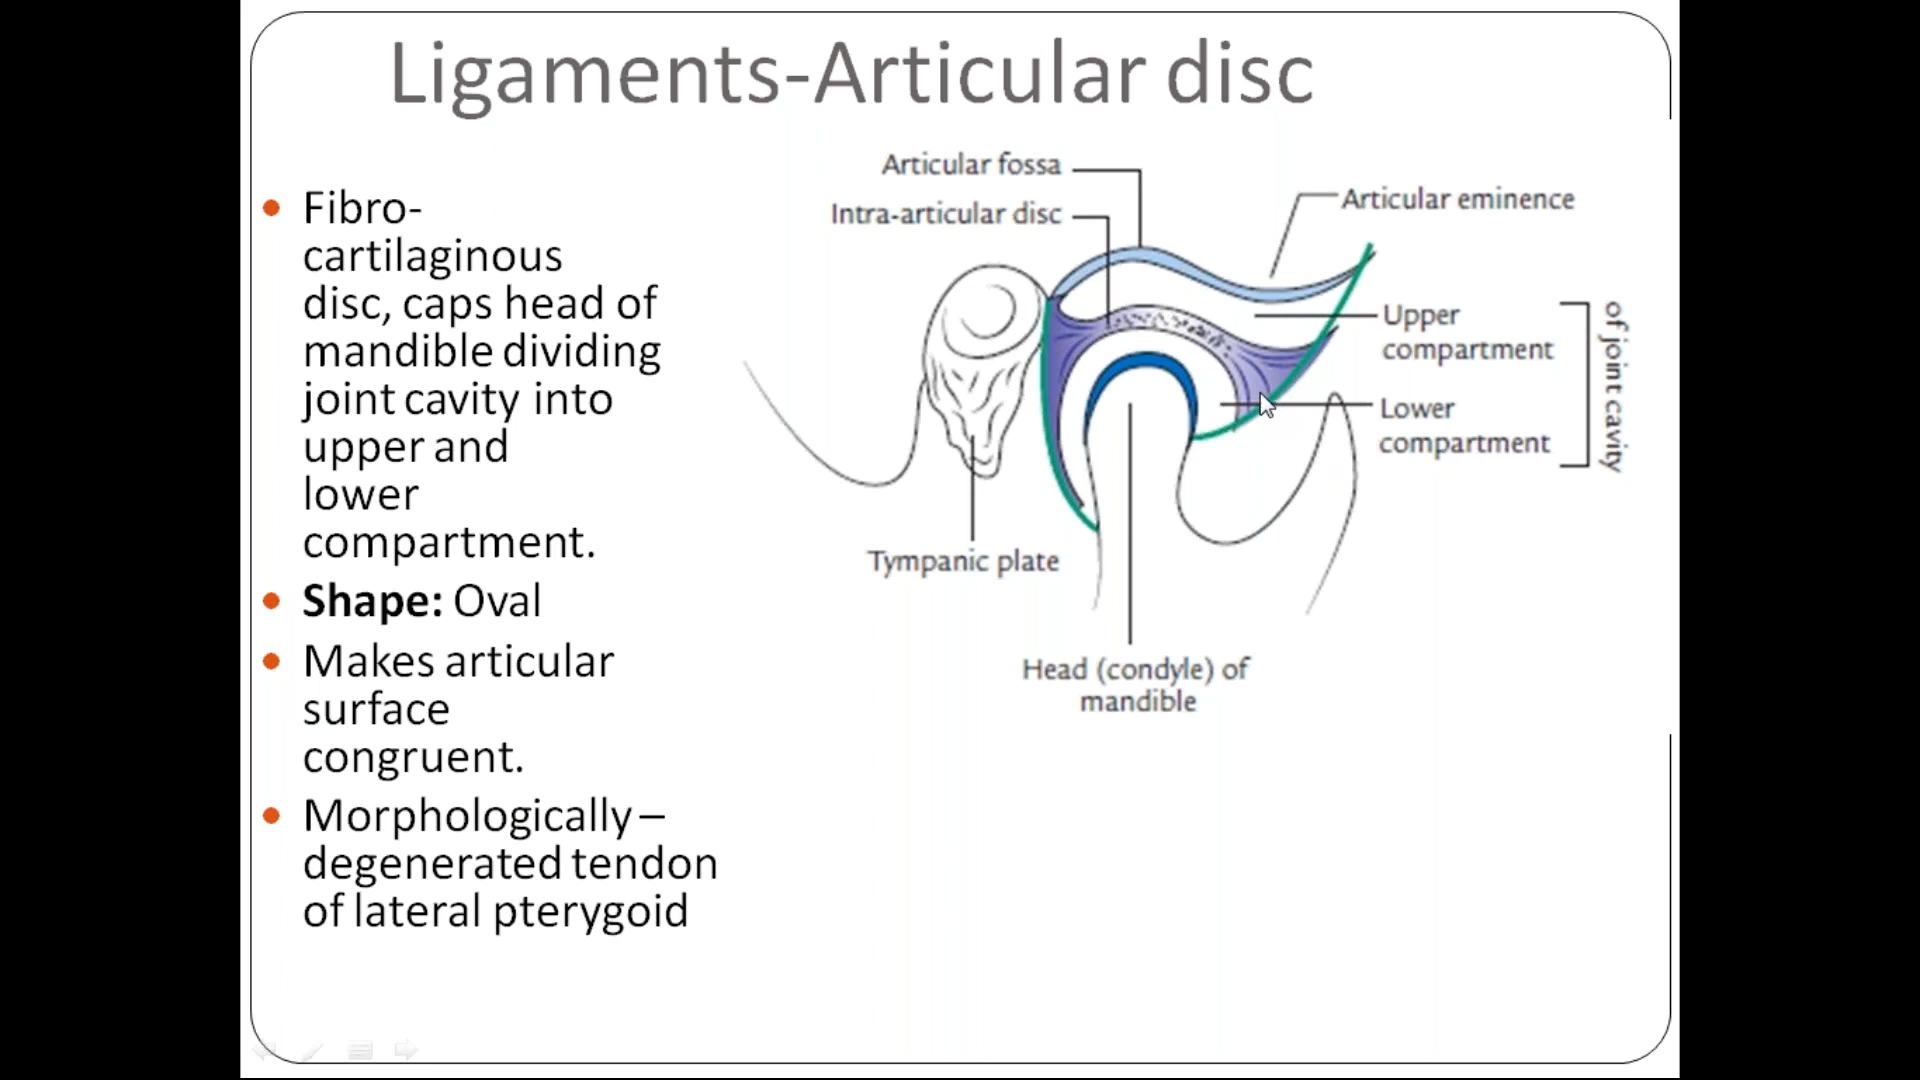 Ligaments-Articular disc
Fibro-
cartilaginous
disc, caps head of
mandible dividing
joint cavity into
upper and
lower
compartment.
Shape: Oval
Makes articular
surface
congruent.
Morphologically –
degenerated tendon
of lateral pterygoid
Articular fossa
Intra-articular disc
Articular eminence
Upper
compartment
Lower
compartment
of joint cavity
Tympanic plate
Head (condyle) of
mandible